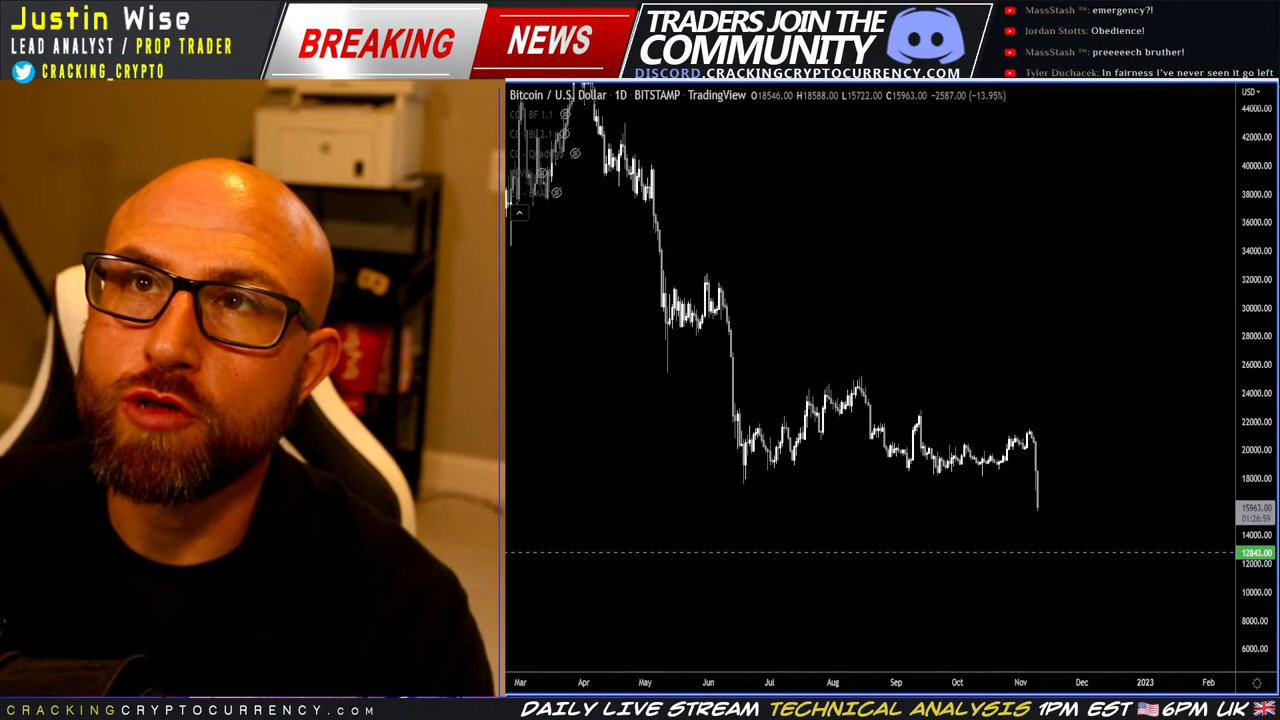 Justin Wise
LEAD ANALYST / PROP TRADER
CRACKING_CRYPTO
BREAKING
NEWS
TRADERS JOIN THE
COMMUNITY
DISCORD.CRACKINGCRYPTOCURRENCY.COM
MassStash ™: emergency?!
Jordan Stotts: Obedience!
MassStash ™: preeeeech bruther!
Tyler Duchacek: In fairness I've never seen it go left
Bitcoin / U.S. Dollar · 1D · BITSTAMP · TradingView O18546.00 H18588.00 L15722.00 C15963.00 −2587.00 (−13.95%)
USD
44000.00
42000.00
40000.00
38000.00
36000.00
34000.00
32000.00
30000.00
28000.00
26000.00
24000.00
22000.00
20000.00
18000.00
15963.00
01:26:59
14000.00
12843.00
12000.00
10000.00
8000.00
6000.00
Mar Apr May Jun Jul Aug Sep Oct Nov Dec 2023 Feb
CRACKINGCRYPTOCURRENCY.COM
DAILY LIVE STREAM TECHNICAL ANALYSIS 1PM EST 6PM UK